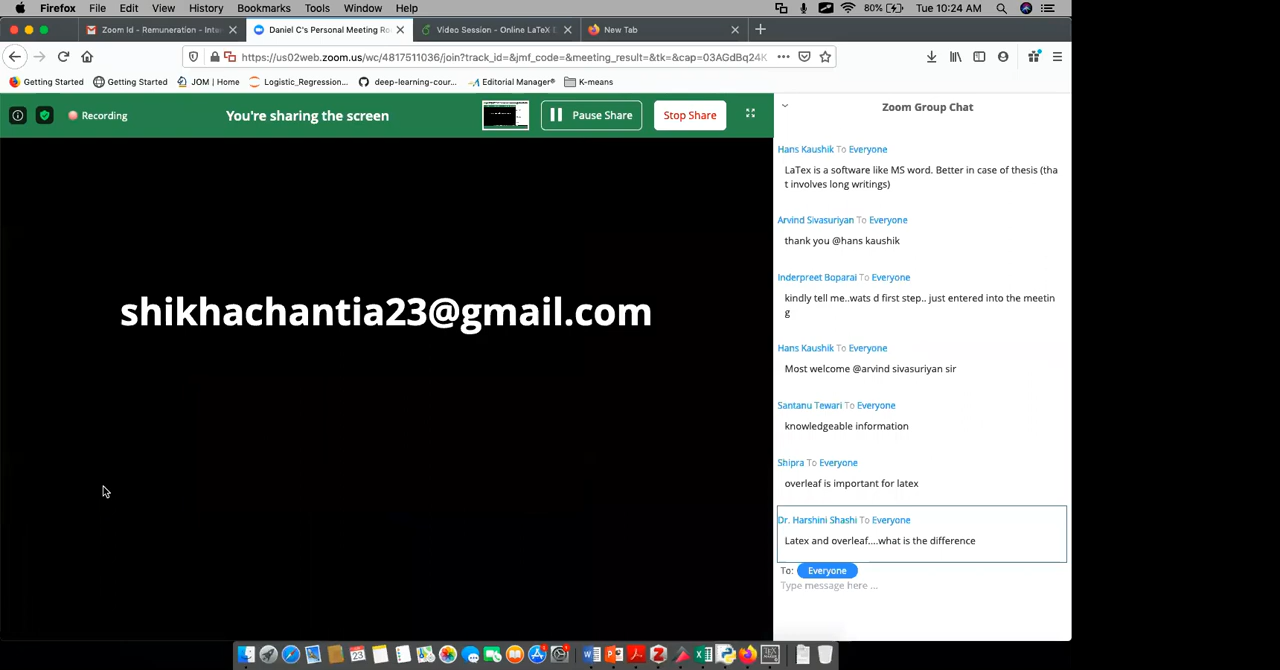 Firefox File Edit View History Bookmarks Tools Window Help 80% Tue 10:24 AM
Zoom Id - Remuneration - Inte
Daniel C's Personal Meeting Ro
Video Session - Online LaTeX E
New Tab
https://us02web.zoom.us/wc/4817511036/join?track_id=&jmf_code=&meeting_result=&tk=&cap=03AGdBq24K
Getting Started
Getting Started
JOM | Home
Logistic_Regression...
deep-learning-cour...
Editorial Manager®
K-means
Recording
You're sharing the screen
Pause Share
Stop Share
shikhachantia23@gmail.com
Zoom Group Chat
Hans Kaushik To Everyone
LaTex is a software like MS word. Better in case of thesis (tha
t involves long writings)
Arvind Sivasuriyan To Everyone
thank you @hans kaushik
Inderpreet Boparai To Everyone
kindly tell me..wats d first step.. just entered into the meetin
g
Hans Kaushik To Everyone
Most welcome @arvind sivasuriyan sir
Santanu Tewari To Everyone
knowledgeable information
Shipra To Everyone
overleaf is important for latex
Dr. Harshini Shashi To Everyone
Latex and overleaf....what is the difference
To: Everyone
Type message here ...